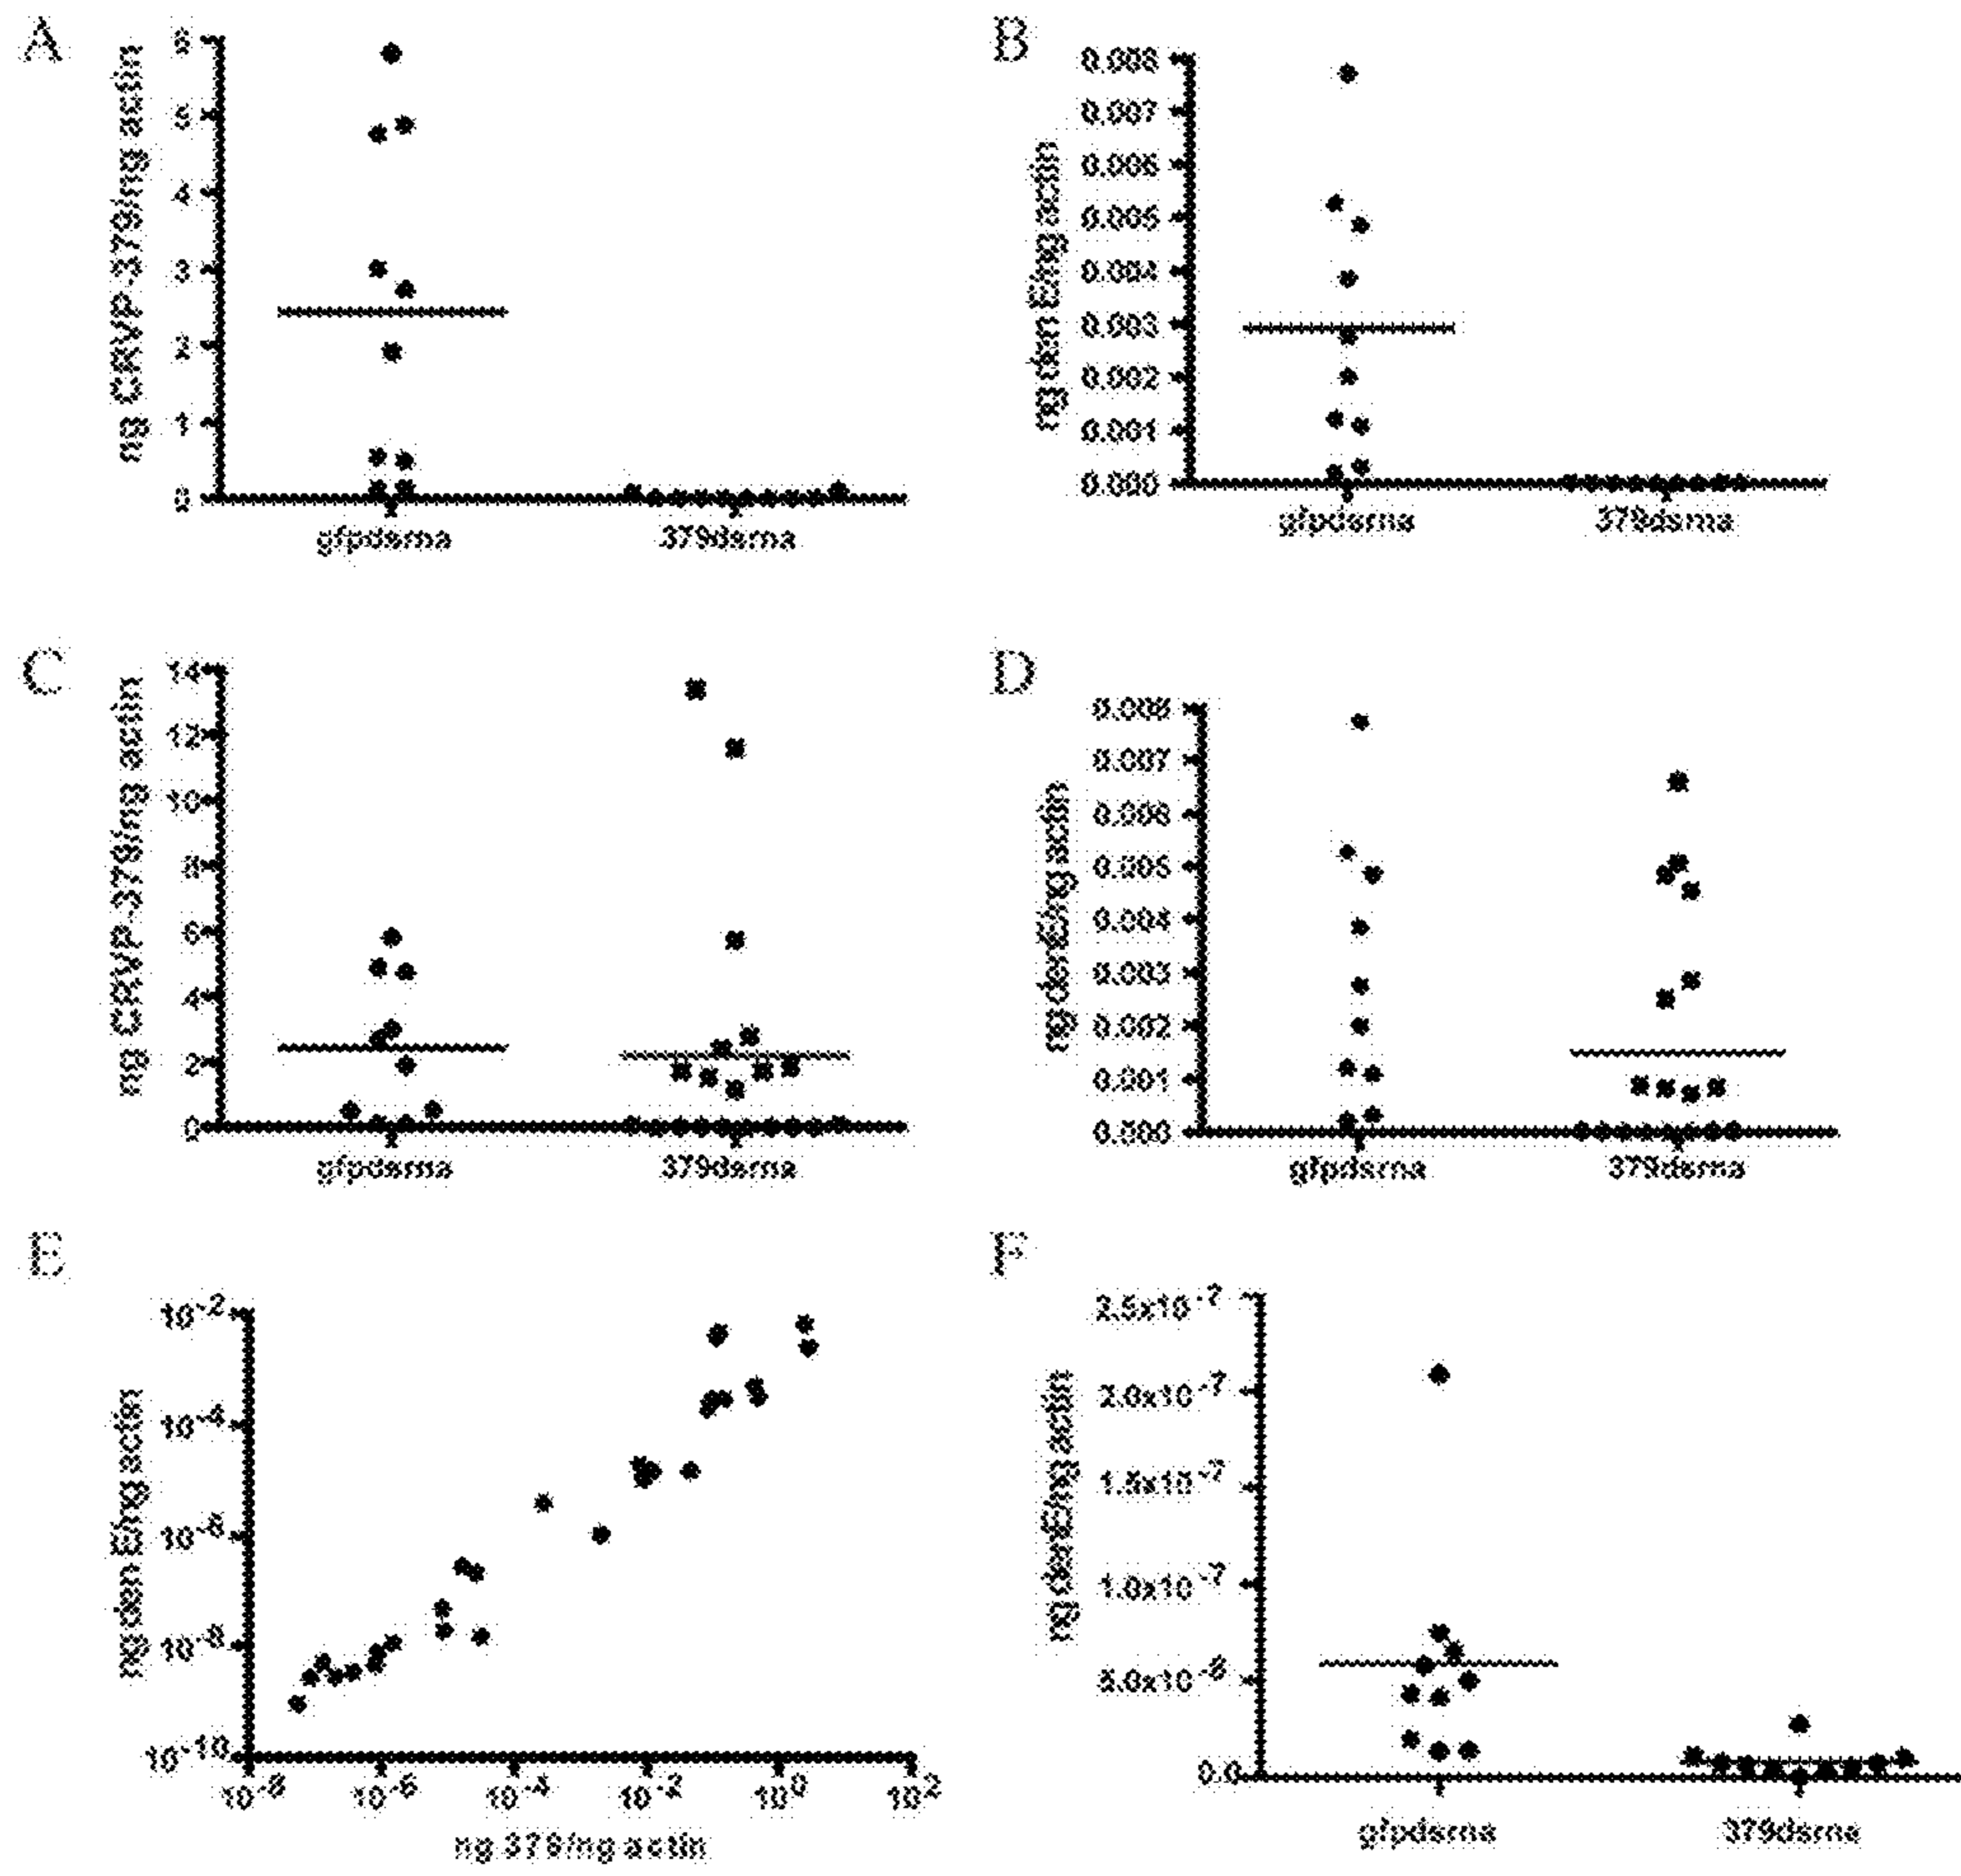 A
ng CRVP-379/ng actin
6
5
4
3
2
1
0
gfpdsrna 379dsrna
B
ng denE/ng actin
0.008
0.007
0.006
0.005
0.004
0.003
0.002
0.001
0.000
gfpdsrna 379dsrna
C
ng CRVP-379/ng actin
14
12
10
8
6
4
2
0
gfpdsrna 379dsrna
D
ng denE/ng actin
0.008
0.007
0.006
0.005
0.004
0.003
0.002
0.001
0.000
gfpdsrna 379dsrna
E
ng denE/ng actin
10⁻²
10⁻⁴
10⁻⁶
10⁻⁸
10⁻¹⁰
10⁻⁸ 10⁻⁶ 10⁻⁴ 10⁻² 10⁰ 10²
ng 379/ng actin
F
ng denE/ng actin
2.5x10⁻⁷
2.0x10⁻⁷
1.5x10⁻⁷
1.0x10⁻⁷
5.0x10⁻⁸
0.0
gfpdsrna 379dsrna